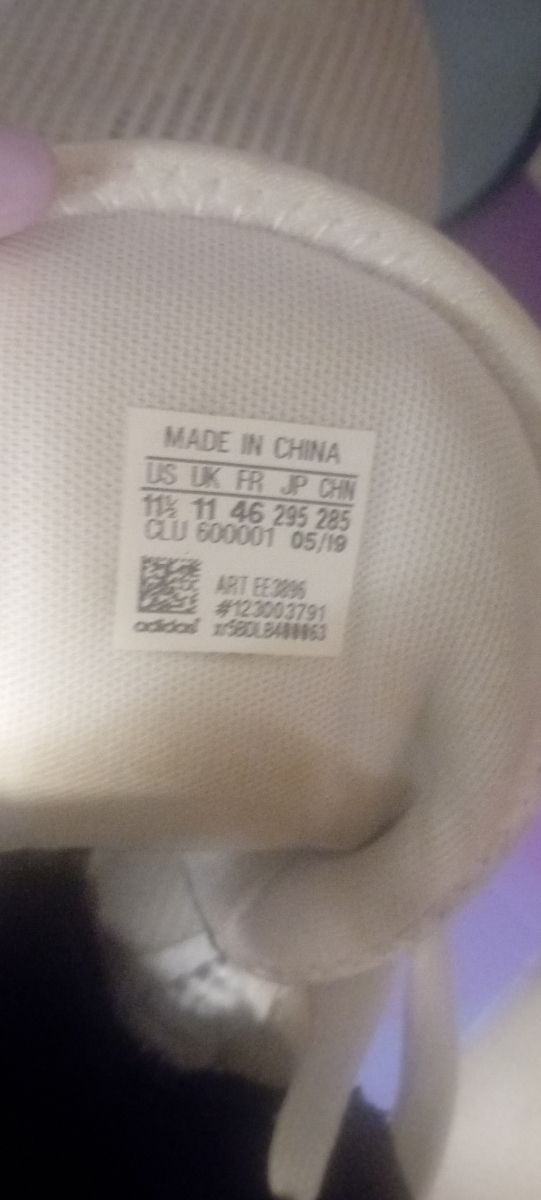 MADE IN CHINA
US UK FR JP CHN
11½ 11 46 295 285
CLU 600001 05/19
ART EE3896
#123003791
adidas